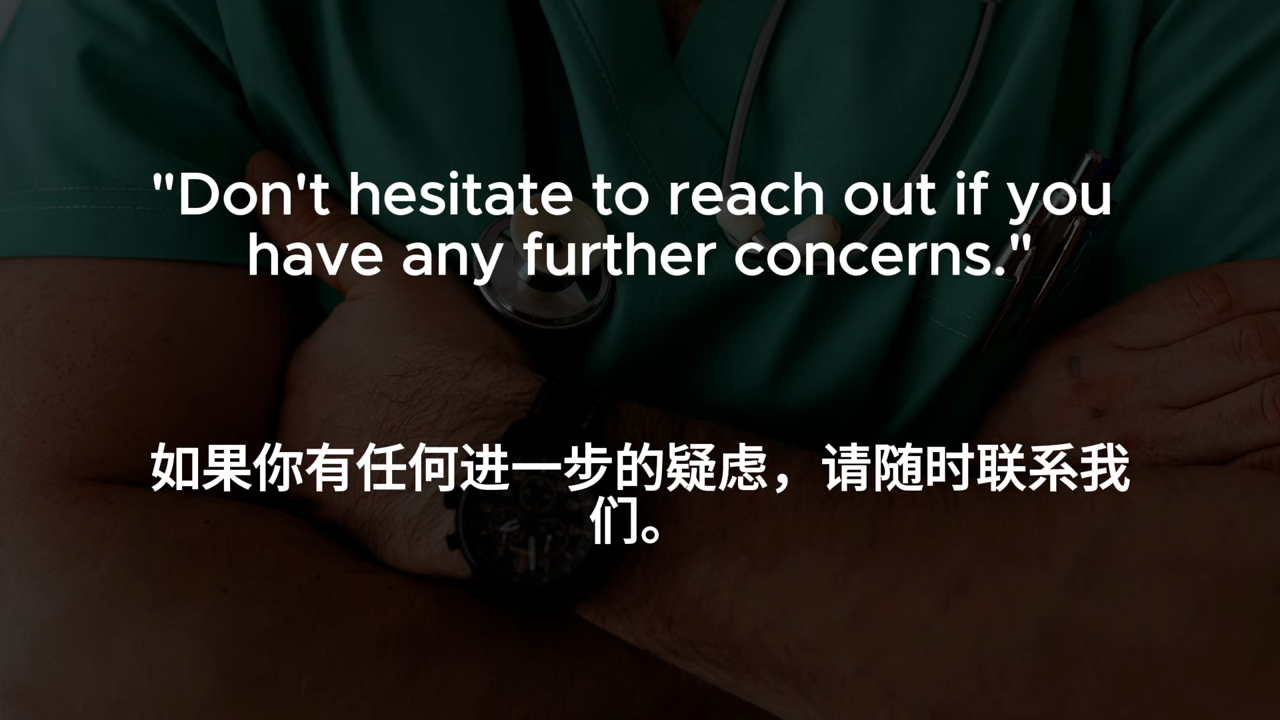 "Don't hesitate to reach out if you
have any further concerns."
如果你有任何进一步的疑虑，请随时联系我
们。